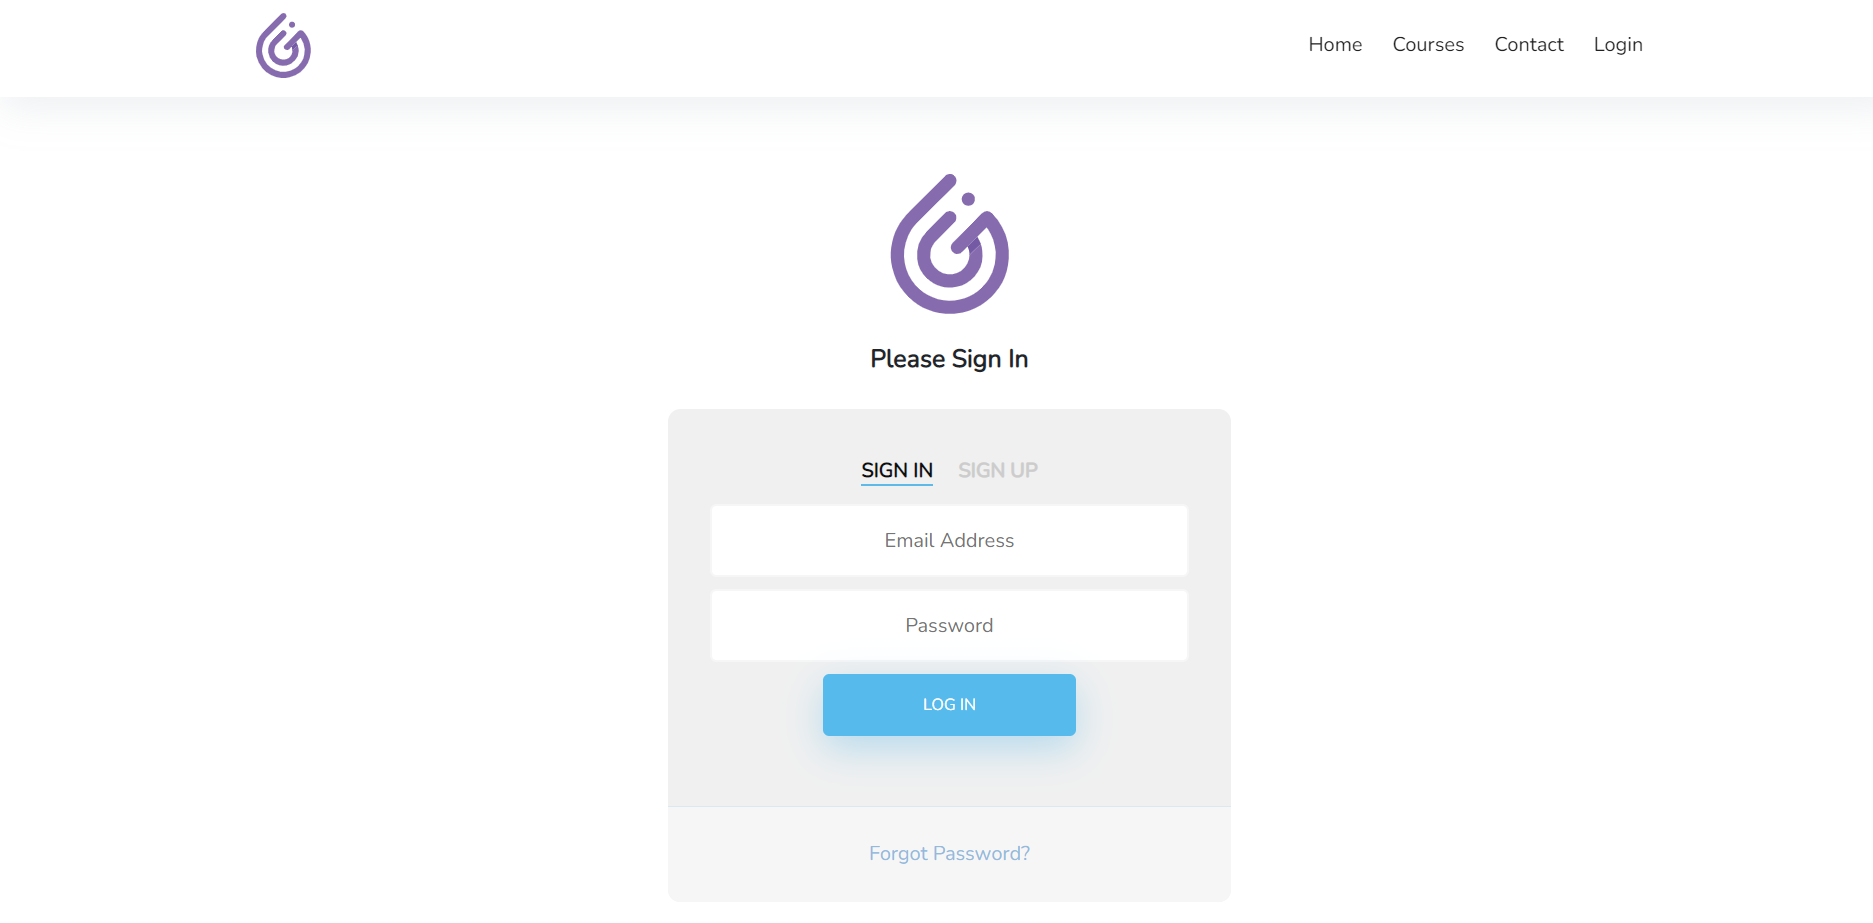 Home Courses Contact Login
Please Sign In
SIGN IN SIGN UP
Email Address
Password
LOG IN
Forgot Password?